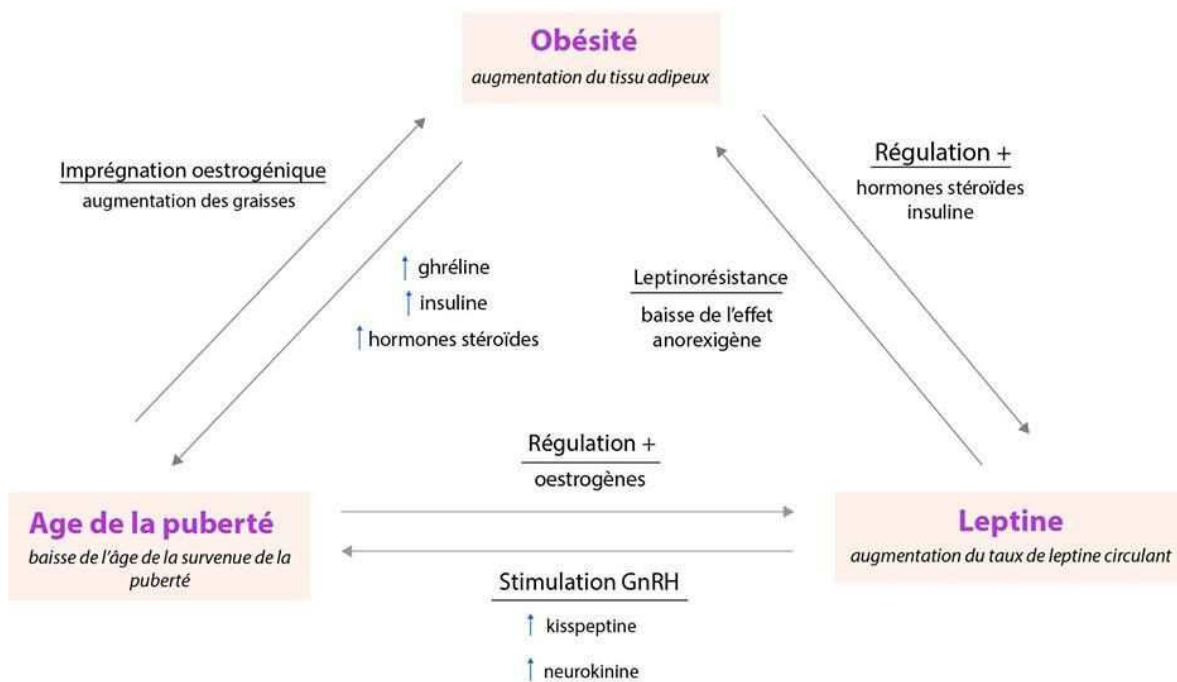 Obésité
augmentation du tissu adipeux
Imprégnation oestrogénique
augmentation des graisses
Régulation +
hormones stéroïdes
insuline
↑ ghréline
↑ insuline
↑ hormones stéroïdes
Leptinorésistance
baisse de l'effet
anorexigène
Régulation +
oestrogènes
Age de la puberté
baisse de l'âge de la survenue de la
puberté
Leptine
augmentation du taux de leptine circulant
Stimulation GnRH
↑ kisspeptine
↑ neurokinine